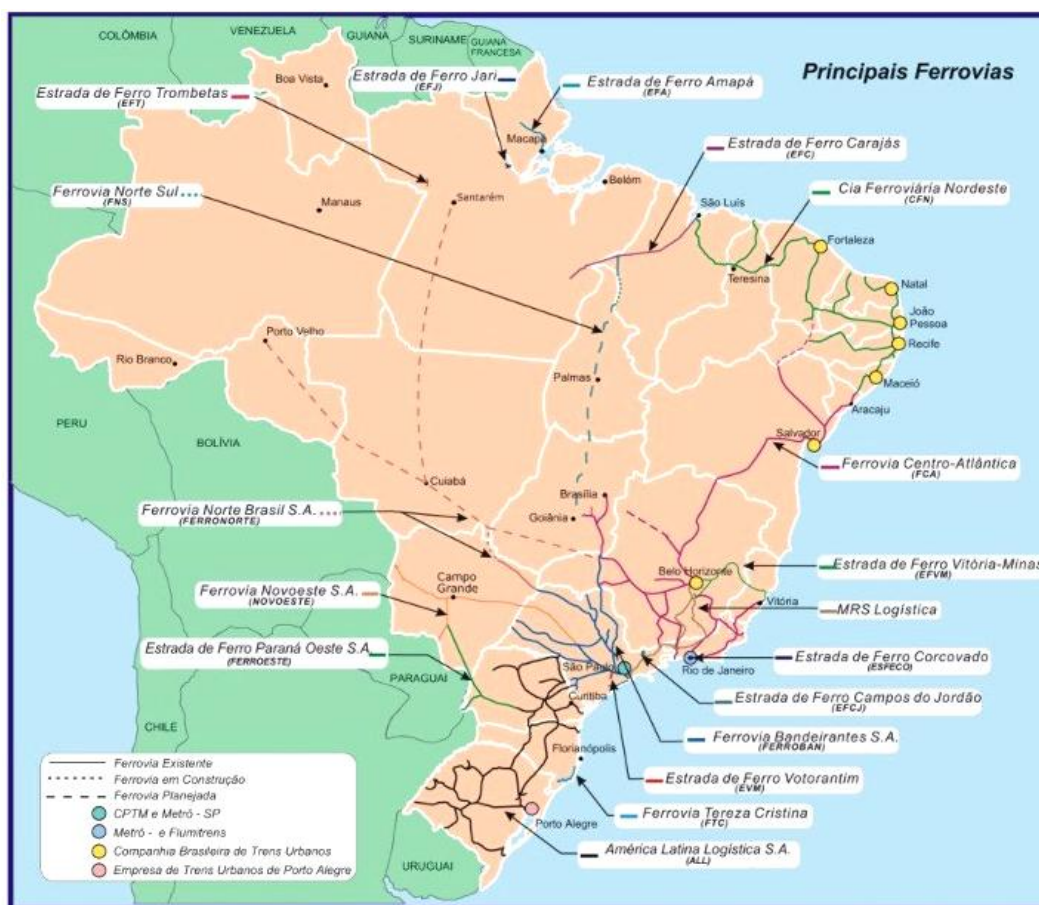 Principais Ferrovias
COLÔMBIA
VENEZUELA
GUIANA
SURINAME
GUIANA
FRANCESA
Estrada de Ferro Trombetas
(EFT)
Boa Vista
Estrada de Ferro Jari
(EFJ)
Estrada de Ferro Amapá
(EFA)
Macapá
Estrada de Ferro Carajás
(EFC)
Ferrovia Norte Sul
(FNS)
Manaus
Santarém
Belém
São Luís
Cia Ferroviária Nordeste
(CFN)
Teresina
Fortaleza
Natal
João
Pessoa
Recife
Maceió
Aracaju
Porto Velho
Rio Branco
Palmas
PERU
BOLÍVIA
Salvador
Ferrovia Centro-Atlântica
(FCA)
Cuiabá
Brasília
Goiânia
Ferrovia Norte Brasil S.A.
(FERRONORTE)
Belo Horizonte
Estrada de Ferro Vitória-Minas
(EFVM)
Campo
Grande
Ferrovia Novoeste S.A.
(NOVOESTE)
Vitória
MRS Logística
Estrada de Ferro Paraná Oeste S.A
(FERROESTE)
PARAGUAI
São Paulo
Rio de Janeiro
Estrada de Ferro Corcovado
(ESFECO)
Curitiba
Estrada de Ferro Campos do Jordão
(EFCJ)
CHILE
Florianópolis
Ferrovia Bandeirantes S.A.
(FERROBAN)
Estrada de Ferro Votorantim
(EVM)
Porto Alegre
Ferrovia Tereza Cristina
(FTC)
América Latina Logística S.A.
(ALL)
URUGUAI
Ferrovia Existente
Ferrovia em Construção
Ferrovia Planejada
CPTM e Metrô - SP
Metrô - e Flumitrens
Companhia Brasileira de Trens Urbanos
Empresa de Trens Urbanos de Porto Alegre